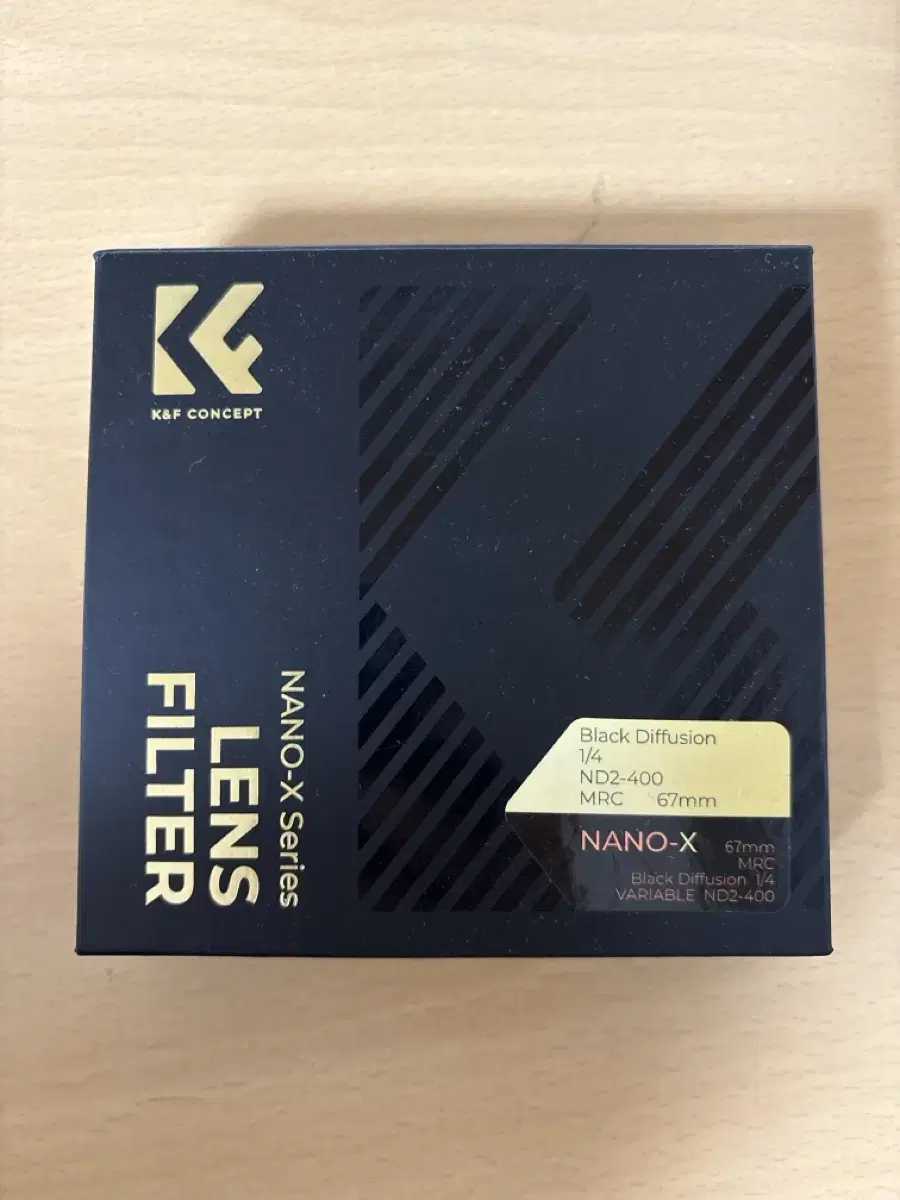 K&F CONCEPT
NANO-X Series
LENS
FILTER
Black Diffusion
1/4
ND2-400
MRC 67mm
NANO-X 67mm
MRC
Black Diffusion 1/4
VARIABLE ND2-400